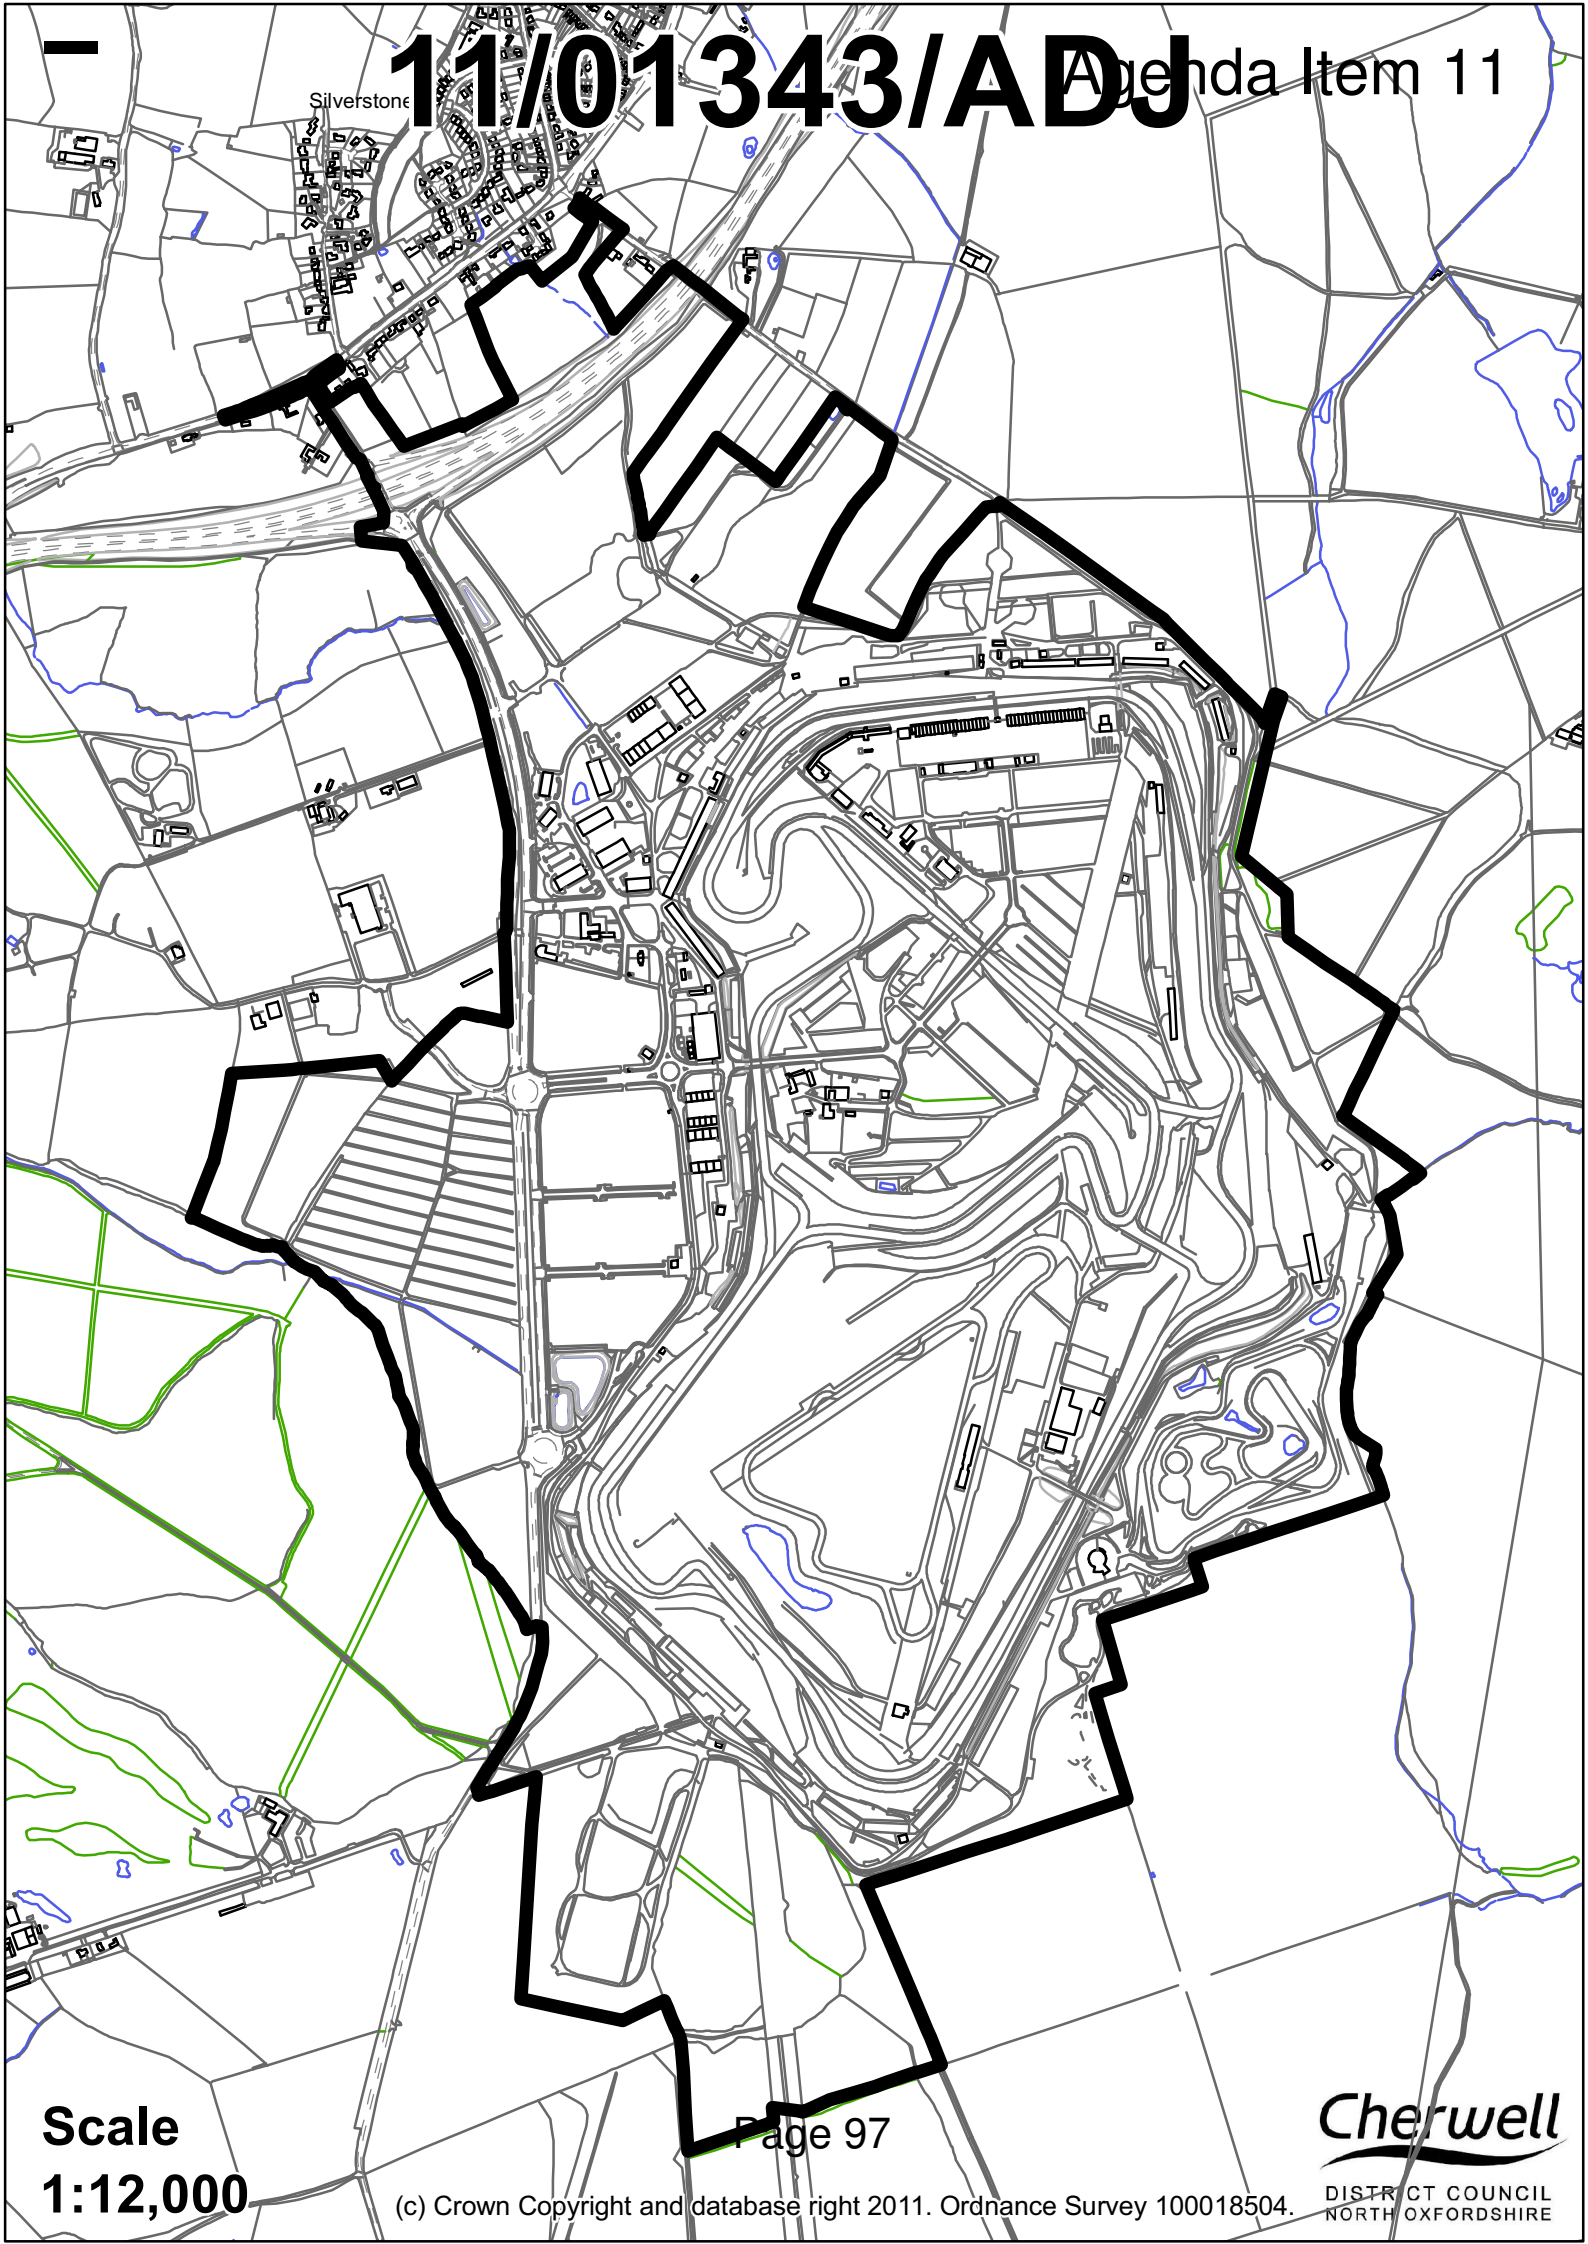 11/01343/ADJ
Agenda Item 11
Silverstone
Scale
1:12,000
Page 97
(c) Crown Copyright and database right 2011. Ordnance Survey 100018504.
Cherwell
DISTRICT COUNCIL
NORTH OXFORDSHIRE